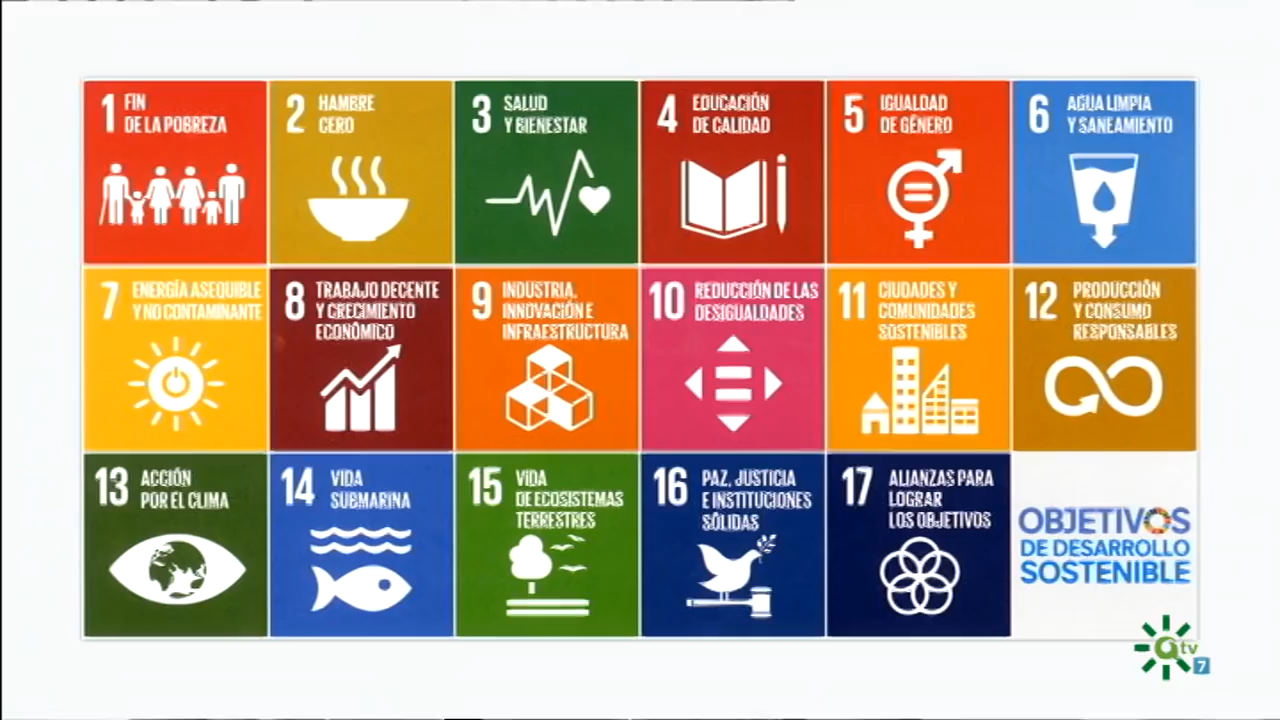 1 FIN
DE LA POBREZA
2 HAMBRE
CERO
3 SALUD
Y BIENESTAR
4 EDUCACIÓN
DE CALIDAD
5 IGUALDAD
DE GÉNERO
6 AGUA LIMPIA
Y SANEAMIENTO
7 ENERGÍA ASEQUIBLE
Y NO CONTAMINANTE
8 TRABAJO DECENTE
Y CRECIMIENTO
ECONÓMICO
9 INDUSTRIA,
INNOVACIÓN E
INFRAESTRUCTURA
10 REDUCCIÓN DE LAS
DESIGUALDADES
11 CIUDADES Y
COMUNIDADES
SOSTENIBLES
12 PRODUCCIÓN
Y CONSUMO
RESPONSABLES
13 ACCIÓN
POR EL CLIMA
14 VIDA
SUBMARINA
15 VIDA
DE ECOSISTEMAS
TERRESTRES
16 PAZ, JUSTICIA
E INSTITUCIONES
SÓLIDAS
17 ALIANZAS PARA
LOGRAR
LOS OBJETIVOS
OBJETIVOS
DE DESARROLLO
SOSTENIBLE
tv
7